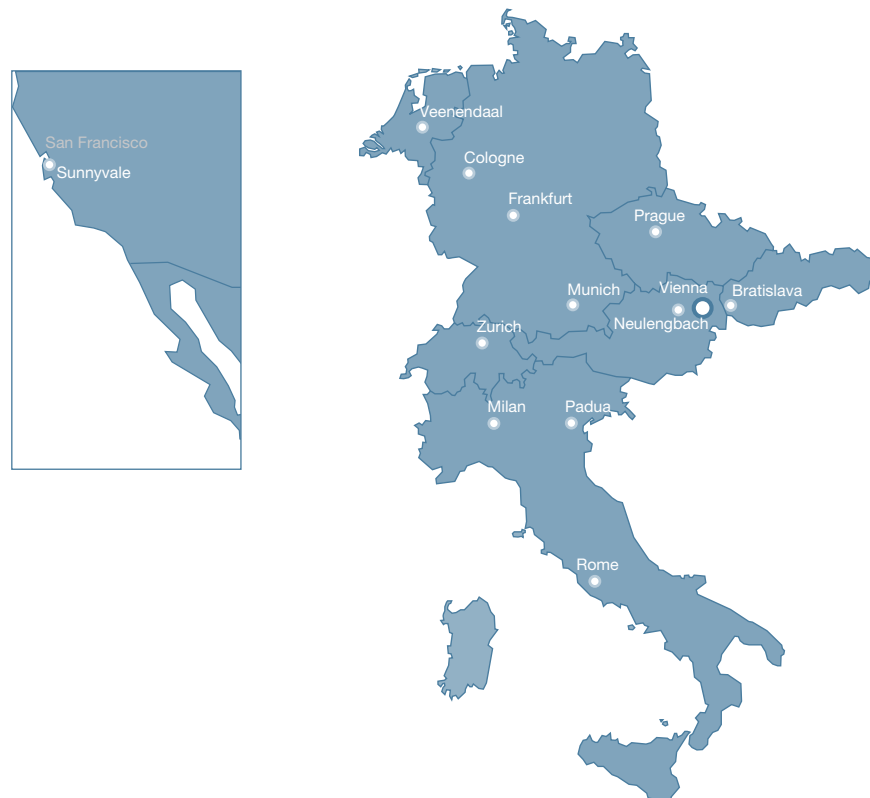 Veenendaal
San Francisco
Sunnyvale
Cologne
Frankfurt
Prague
Munich
Vienna
Bratislava
Neulengbach
Zurich
Milan
Padua
Rome